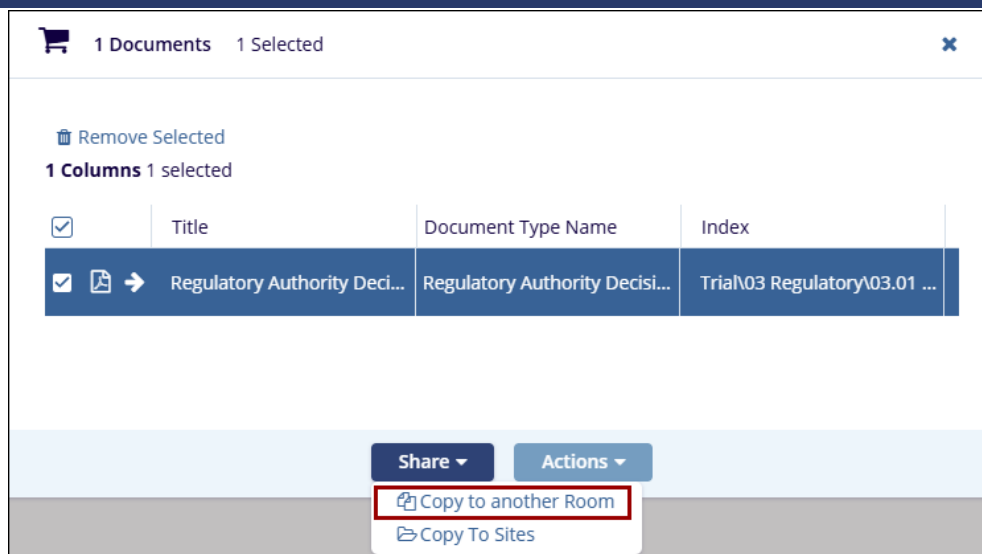 1 Documents 1 Selected
Remove Selected
1 Columns 1 selected
Title Document Type Name Index
Regulatory Authority Deci... Regulatory Authority Decisi... Trial\03 Regulatory\03.01 ...
Share Actions
Copy to another Room
Copy To Sites